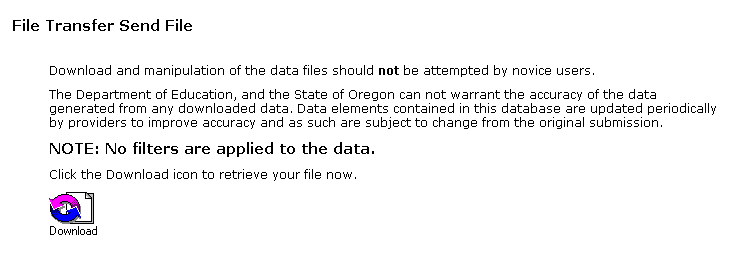 File Transfer Send File
Download and manipulation of the data files should not be attempted by novice users.
The Department of Education, and the State of Oregon can not warrant the accuracy of the data
generated from any downloaded data. Data elements contained in this database are updated periodically
by providers to improve accuracy and as such are subject to change from the original submission.
NOTE: No filters are applied to the data.
Click the Download icon to retrieve your file now.
Download